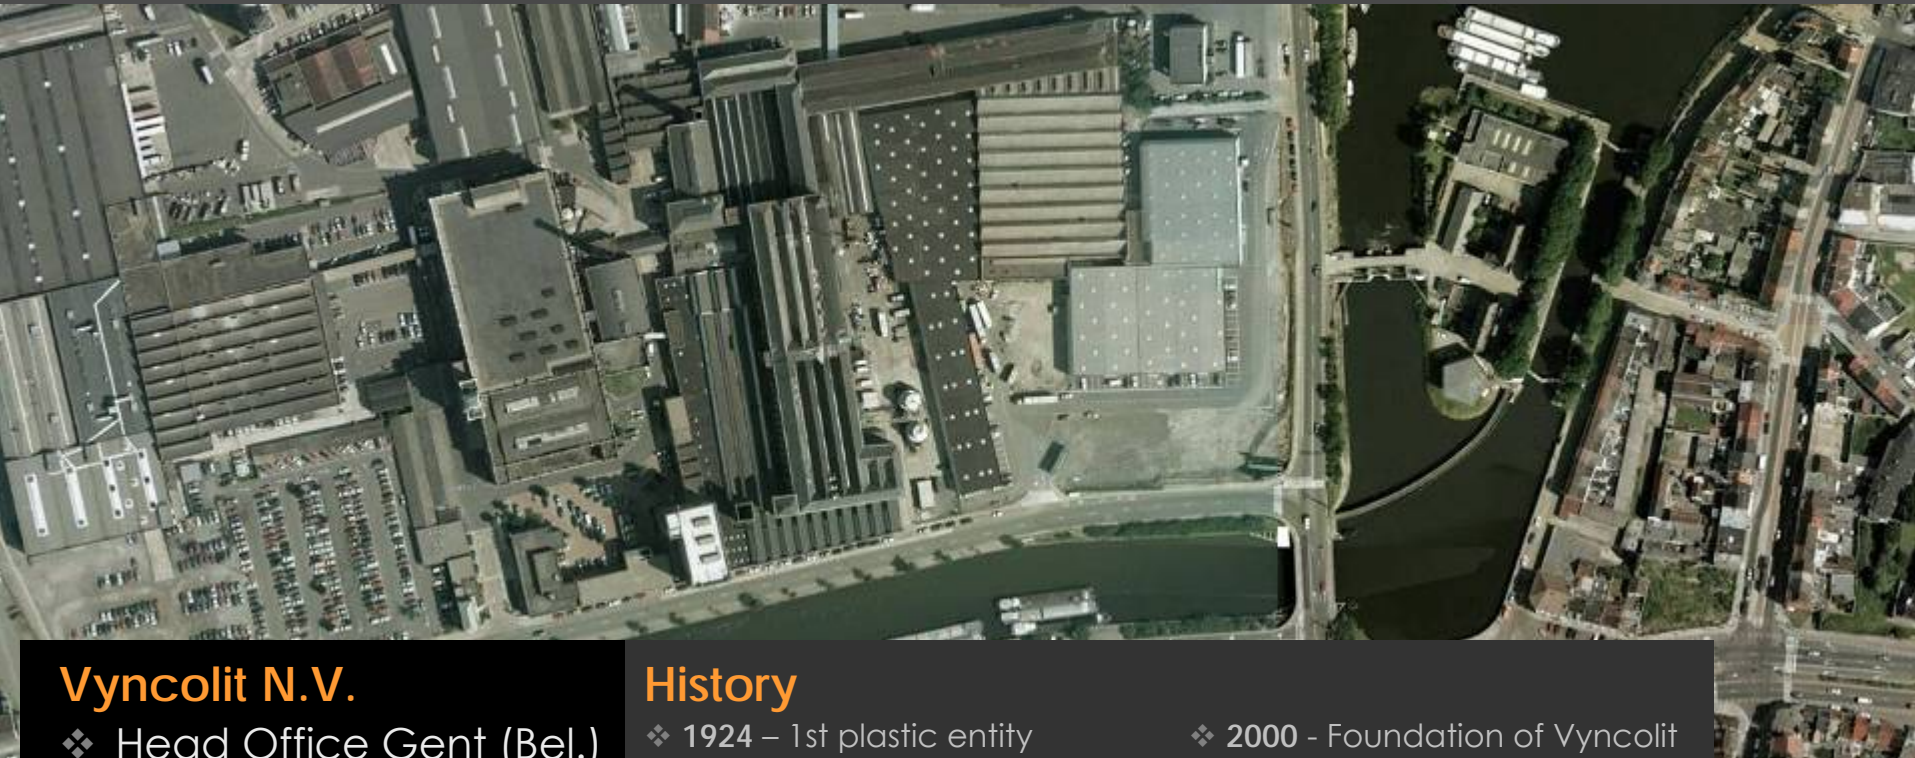 Vyncolit N.V.
❖ Head Office Gent (Bel.)
History
❖ 1924 – 1st plastic entity
❖ 2000 - Foundation of Vyncolit